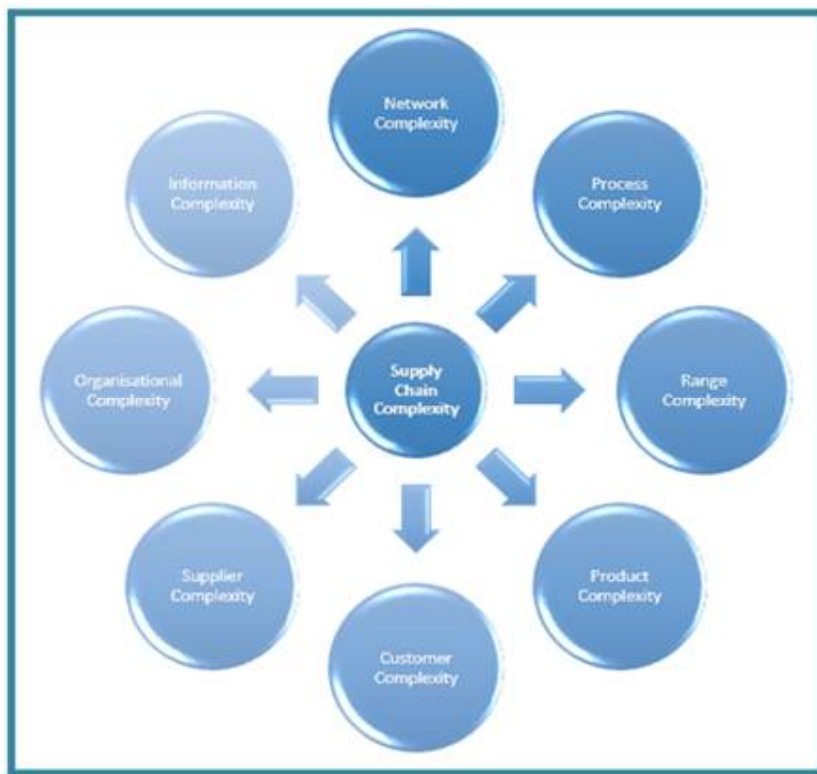 Network
Complexity
Process
Complexity
Range
Complexity
Product
Complexity
Customer
Complexity
Supplier
Complexity
Organisational
Complexity
Information
Complexity
Supply
Chain
Complexity